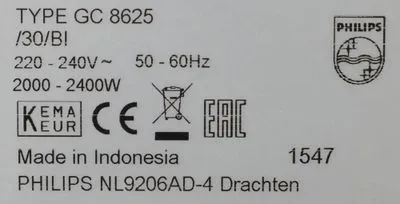 TYPE GC 8625
/30/BI
220 - 240V~ 50 - 60Hz
2000 - 2400W
PHILIPS
KEMA
KEUR
CE
EAC
Made in Indonesia 1547
PHILIPS NL9206AD-4 Drachten